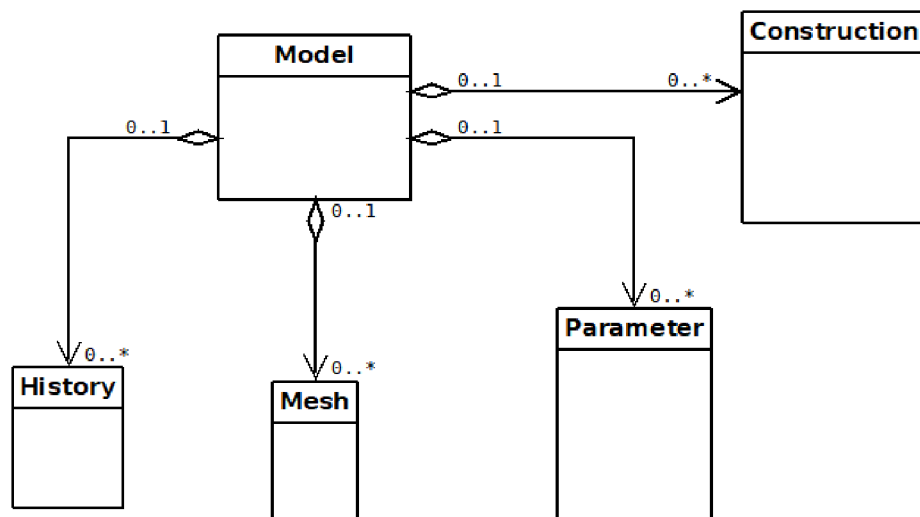 Construction
Model
0..1
0..*
0..1
0..1
0..1
0..*
Parameter
0..*
0..*
History
Mesh